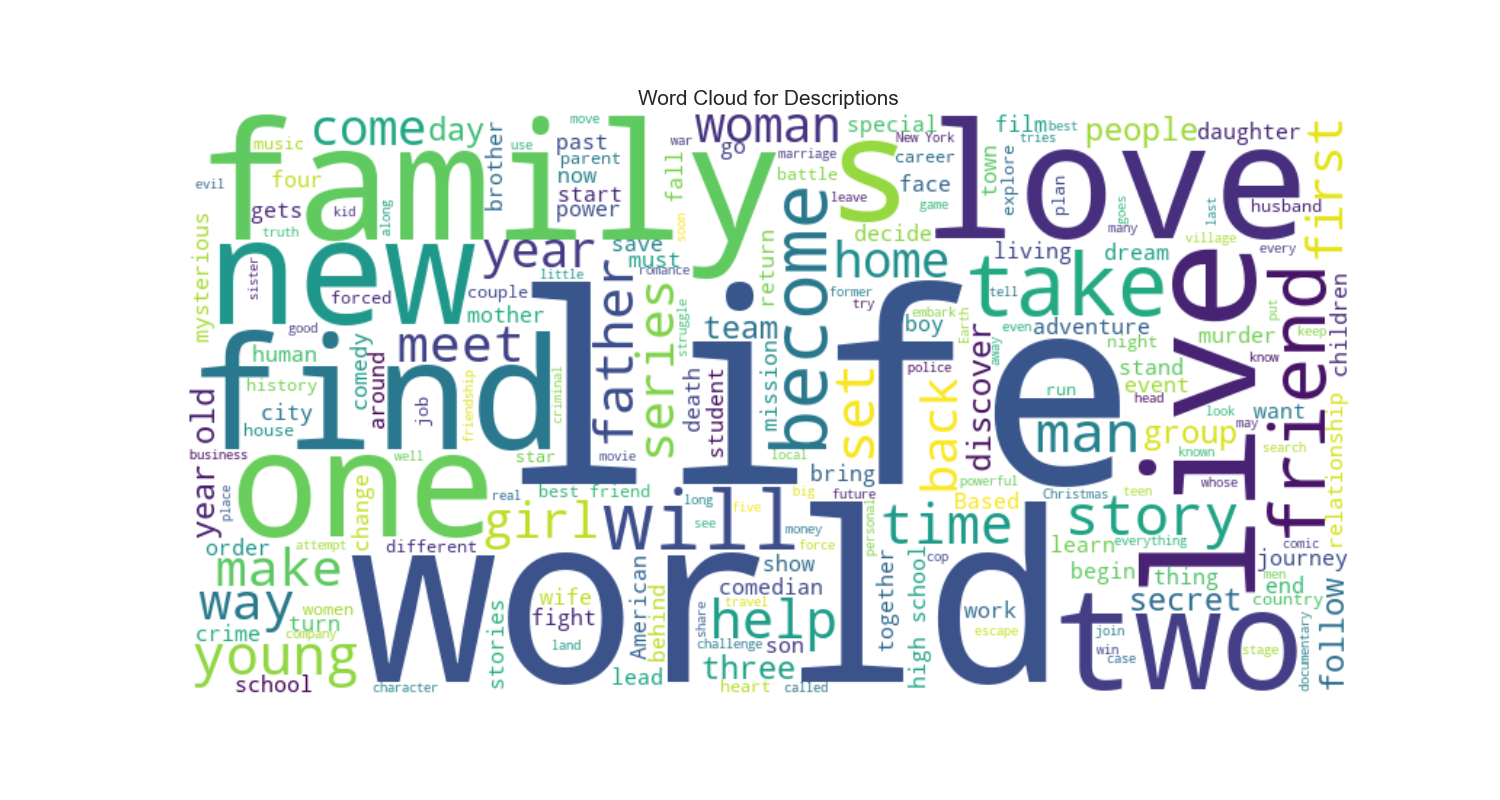 Word Cloud for Descriptions
family
come
day
brother
music
move
use
past
parent
now
start
power
war
fall
woman
go
marriage
battle
leave
s
special
New York
career
face
game
film
best
tries
town
explore
plan
love
people
daughter
first
many
goes
last
husband
village
every
evil
four
gets
kid
along
truth
mysterious
new
sister
forced
year
save
must
soon
little
romance
couple
mother
father
series
struggle
return
become
decide
home
former
try
living
dream
take
tell
live
friend
children
find
good
human
history
comedy
around
meet
team
boy
embark
Earth
even
away
adventure
night
murder
put
keep
know
city
house
job
friendship
criminal
life
death
student
mission
set
back
police
discover
run
stand
event
head
want
look
may
year old
business
well
star
movie
local
bring
man
group
known
search
relationship
place
one
change
real
best friend
long
big
future
powerful
Based
Christmas
teen
whose
girl
will
see
five
money
force
personal
time
story
everything
learn
comic
journey
order
attempt
different
make
way
women
turn
crime
company
young
school
character
stories
wife
fight
land
American
behind
lead
world
show
comedian
travel
share
help
challenge
son
three
heart
called
together
high school
cop
work
escape
begin
thing
secret
men
end
country
two
join
win
case
stage
documentary
follow